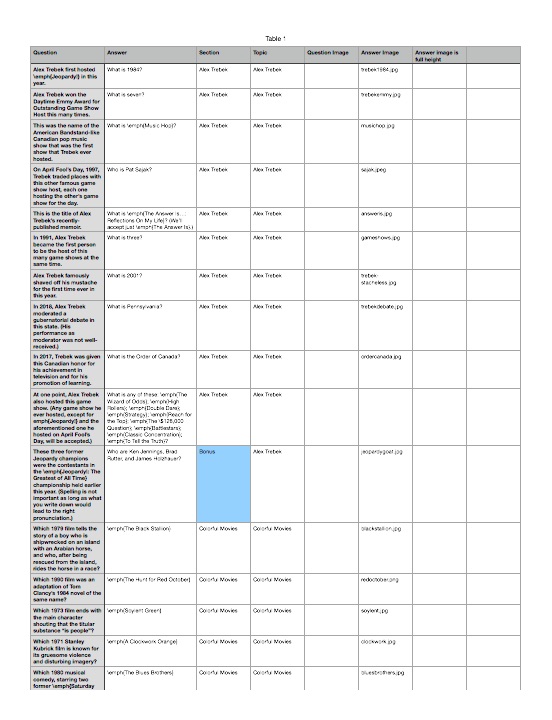 Table 1
Question Answer Section Topic Question Image Answer Image Answer image is
full height
Alex Trebek first hosted What is 1984? Alex Trebek Alex Trebek trebek1984.jpg
\emph{Jeopardy!} in this
year.
Alex Trebek won the What is seven? Alex Trebek Alex Trebek trebekemmy.jpg
Daytime Emmy Award for
Outstanding Game Show
Host this many times.
This was the name of the What is \emph{Music Hop}? Alex Trebek Alex Trebek musichop.jpg
American Bandstand-like
Canadian pop music
show that was the first
show that Trebek ever
hosted.
On April Fool's Day, 1997, Who is Pat Sajak? Alex Trebek Alex Trebek sajak.jpeg
Trebek traded places with
this other famous game
show host, each one
hosting the other's game
show for the day.
This is the title of Alex What is \emph{The Answer Is... : Alex Trebek Alex Trebek answeris.jpg
Trebek's recently- Reflections On My Life}? (We'll
published memoir. accept just \emph{The Answer Is}.)
In 1991, Alex Trebek What is three? Alex Trebek Alex Trebek gameshows.jpg
became the first person
to be the host of this
many game shows at the
same time.
Alex Trebek famously What is 2001? Alex Trebek Alex Trebek trebek-
shaved off his mustache stacheless.jpg
for the first time ever in
this year.
In 2018, Alex Trebek What is Pennsylvania? Alex Trebek Alex Trebek trebekdebate.jpg
moderated a
gubernatorial debate in
this state. (His
performance as
moderator was not well-
received.)
In 2017, Trebek was given What is the Order of Canada? Alex Trebek Alex Trebek ordercanada.jpg
this Canadian honor for
his achievement in
television and for his
promotion of learning.
At one point, Alex Trebek What is any of these: \emph{The Alex Trebek Alex Trebek
also hosted this game Wizard of Odds}; \emph{High
show. (Any game show he Rollers}; \emph{Double Dare};
ever hosted, except for \emph{Strategy}; \emph{Reach for
emph{Jeopardy!} and the the Top}; \emph{The \$128,000
aforementioned one he Question}; \emph{Battlestars};
hosted on April Fool's \emph{Classic Concentration};
Day, will be accepted.) \emph{To Tell the Truth}?
These three former Who are Ken Jennings, Brad Bonus Alex Trebek jeopardygoat.jpg
Jeopardy champions Rutter, and James Holzhauer?
were the contestants in
the \emph{Jeopardy!: The
Greatest of All Time}
championship held earlier
this year. (Spelling is not
important as long as what
you write down would
lead to the right
pronunciation.)
Which 1979 film tells the \emph{The Black Stallion} Colorful Movies Colorful Movies blackstallion.jpg
story of a boy who is
shipwrecked on an island
with an Arabian horse,
and who, after being
rescued from the island,
rides the horse in a race?
Which 1990 film was an \emph{The Hunt for Red October} Colorful Movies Colorful Movies redoctober.png
adaptation of Tom
Clancy's 1984 novel of the
same name?
Which 1973 film ends with \emph{Soylent Green} Colorful Movies Colorful Movies soylent.jpg
the main character
shouting that the titular
substance "is people"?
Which 1971 Stanley \emph{A Clockwork Orange} Colorful Movies Colorful Movies clockwork.jpg
Kubrick film is known for
its gruesome violence
and disturbing imagery?
Which 1980 musical \emph{The Blues Brothers} Colorful Movies Colorful Movies bluesbrothers.jpg
comedy, starring two
former \emph{Saturday